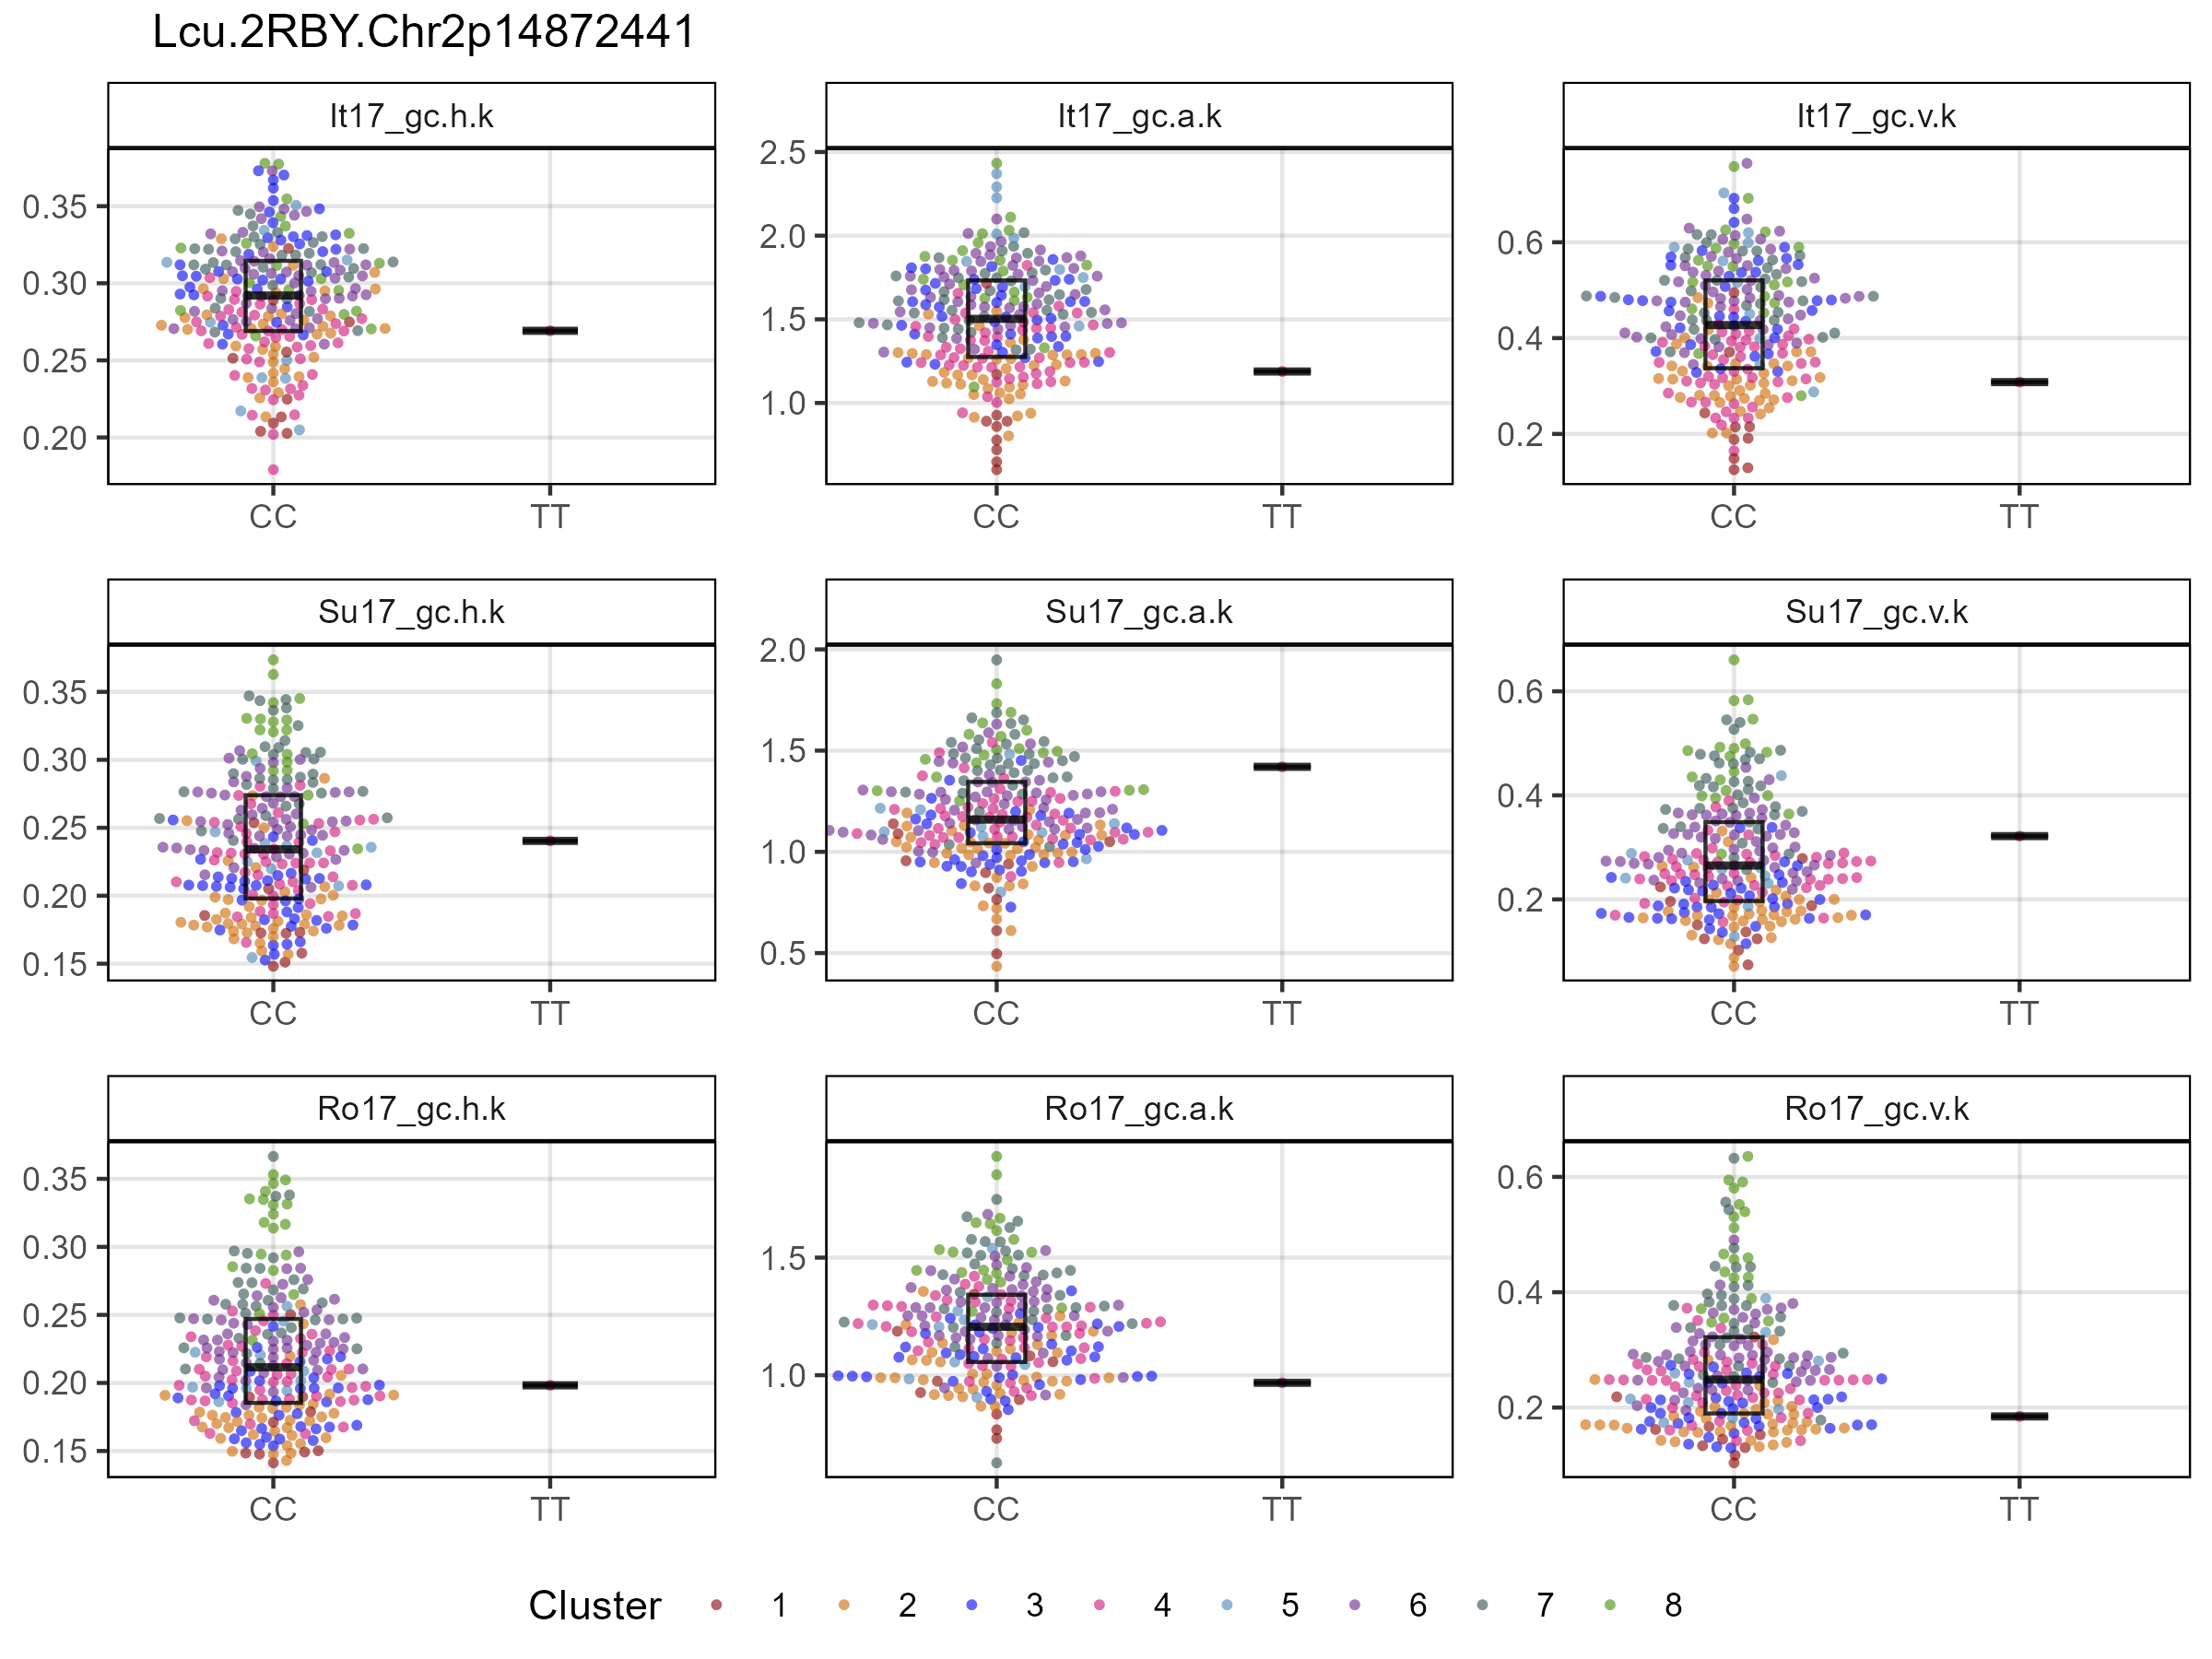 Lcu.2RBY.Chr2p14872441
It17_gc.h.k
It17_gc.a.k
It17_gc.v.k
0.35
0.30
0.25
0.20
CC
TT
2.5
2.0
1.5
1.0
CC
TT
0.6
0.4
0.2
CC
TT
Su17_gc.h.k
Su17_gc.a.k
Su17_gc.v.k
0.35
0.30
0.25
0.20
0.15
CC
TT
2.0
1.5
1.0
0.5
CC
TT
0.6
0.4
0.2
CC
TT
Ro17_gc.h.k
Ro17_gc.a.k
Ro17_gc.v.k
0.35
0.30
0.25
0.20
0.15
CC
TT
1.5
1.0
CC
TT
0.6
0.4
0.2
CC
TT
Cluster 1 2 3 4 5 6 7 8